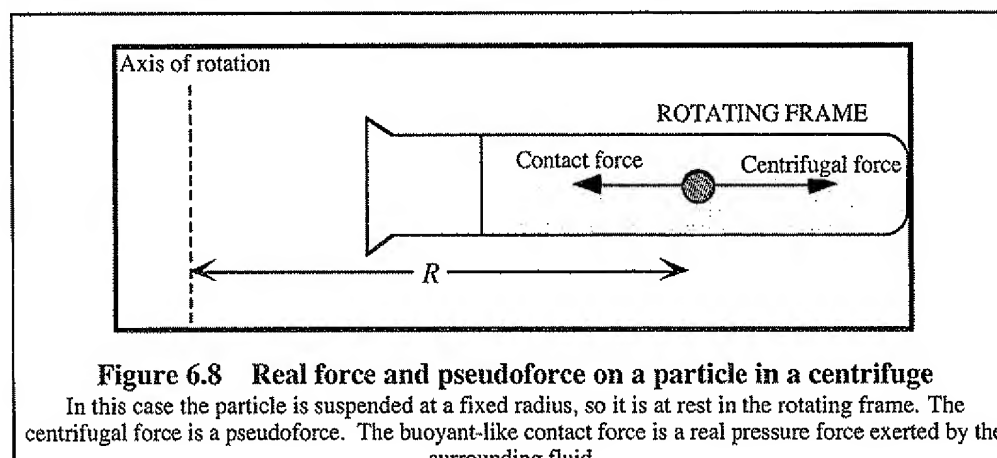 Axis of rotation
ROTATING FRAME
Contact force
Centrifugal force
R
Figure 6.8 Real force and pseudoforce on a particle in a centrifuge
In this case the particle is suspended at a fixed radius, so it is at rest in the rotating frame. The
centrifugal force is a pseudoforce. The buoyant-like contact force is a real pressure force exerted by the
surrounding fluid